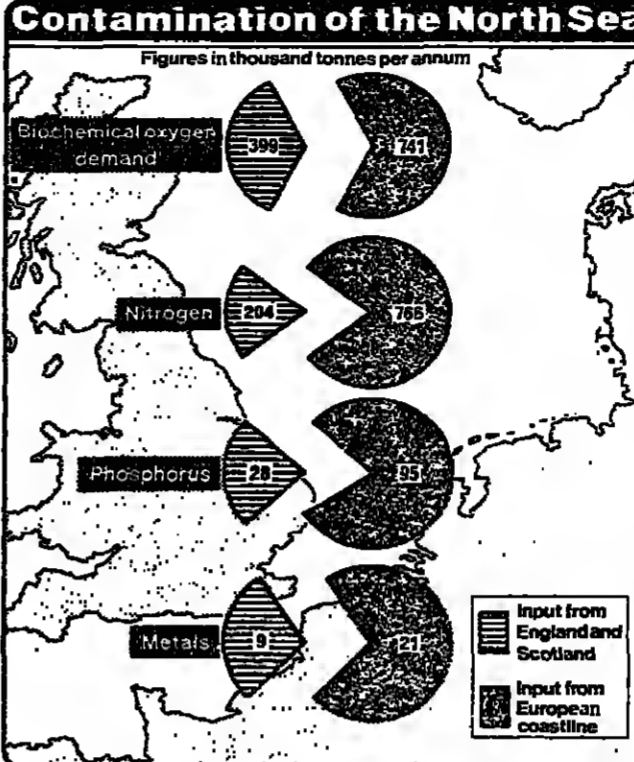 Contamination of the North Sea
Figures in thousand tonnes per annum
Biochemical oxygen
demand
399
741
Nitrogen
204
766
Phosphorus
28
95
Metals
9
21
Input from
England and
Scotland
Input from
European
coastline